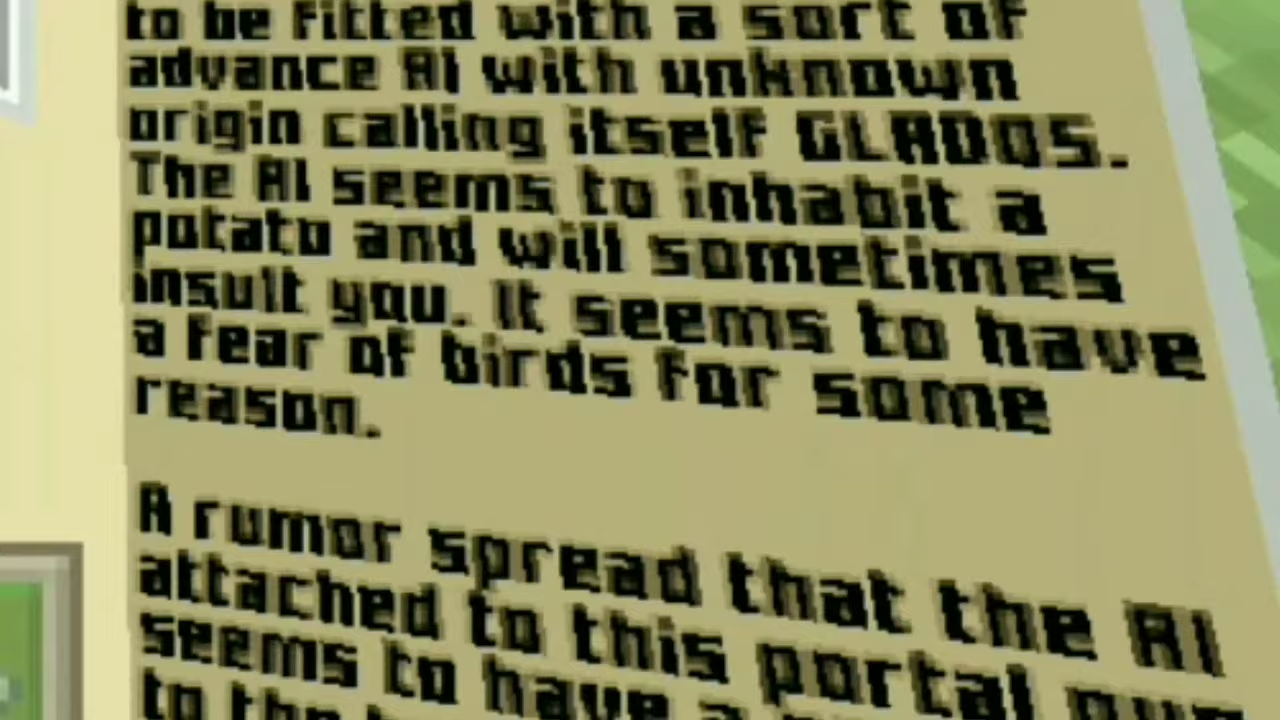 to be fitted with a sort of
advance AI with unknown
origin calling itself GLADOS.
The AI seems to inhabit a
potato and will sometimes
insult you. It seems to have
a fear of birds for some
reason.
A rumor spread that the AI
attached to this portal
seems to have a
to the